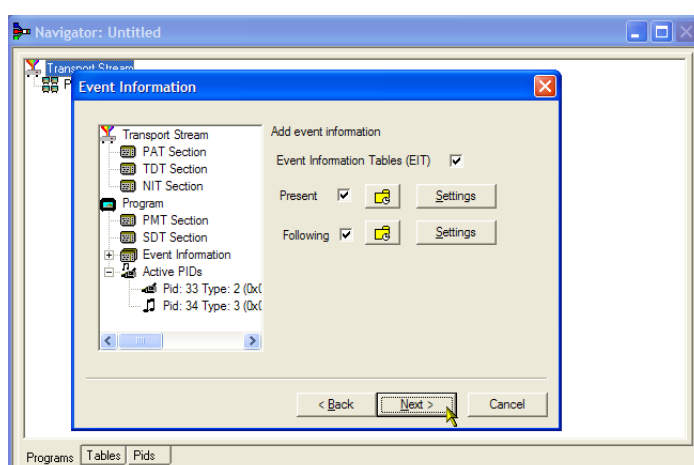 Navigator: Untitled
Transport Stream
P
Event Information
Transport Stream
PAT Section
TDT Section
NIT Section
Program
PMT Section
SDT Section
Event Information
Active PIDs
Pid: 33 Type: 2 (0x(
Pid: 34 Type: 3 (0x(
Add event information
Event Information Tables (EIT)
Present Settings
Following Settings
< Back Next > Cancel
Programs Tables Pids